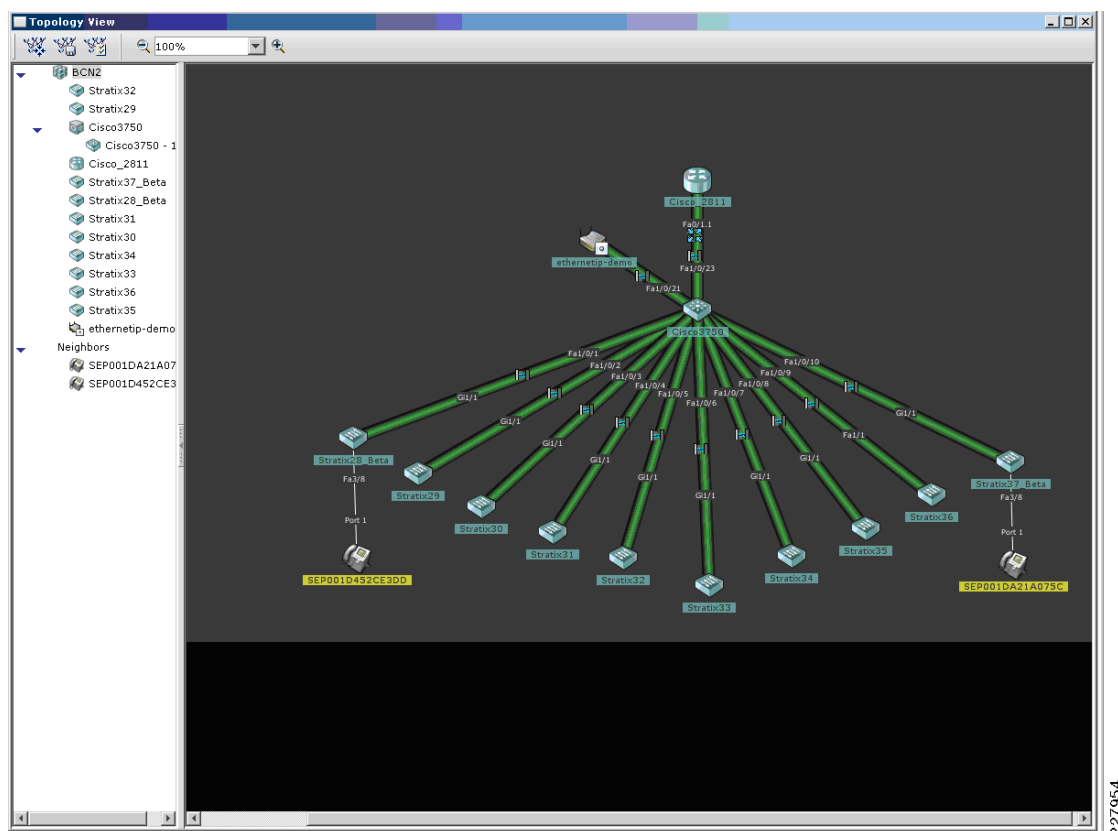 Topology View
100%
BCN2
Stratix32
Stratix29
Cisco3750
Cisco3750 - 1
Cisco_2811
Stratix37_Beta
Stratix28_Beta
Stratix31
Stratix30
Stratix34
Stratix33
Stratix36
Stratix35
ethernetip-demo
Neighbors
SEP001DA21A07
SEP001D452CE3
Cisco_2811
Fa0/1.1
ethernetip-demo
Fa1/0/23
Fa1/0/21
Cisco3750
Fa1/0/1
Fa1/0/2
Fa1/0/3
Fa1/0/4
Fa1/0/5
Fa1/0/6
Fa1/0/7
Fa1/0/8
Fa1/0/9
Fa1/0/10
Gi1/1
Gi1/1
Gi1/1
Gi1/1
Gi1/1
Gi1/1
Gi1/1
Gi1/1
Fa1/1
Gi1/1
Stratix28_Beta
Stratix29
Stratix30
Stratix31
Stratix32
Stratix33
Stratix34
Stratix35
Stratix36
Stratix37_Beta
Fa3/8
Port 1
SEP001D452CE3DD
Fa3/8
Port 1
SEP001DA21A075C
227954